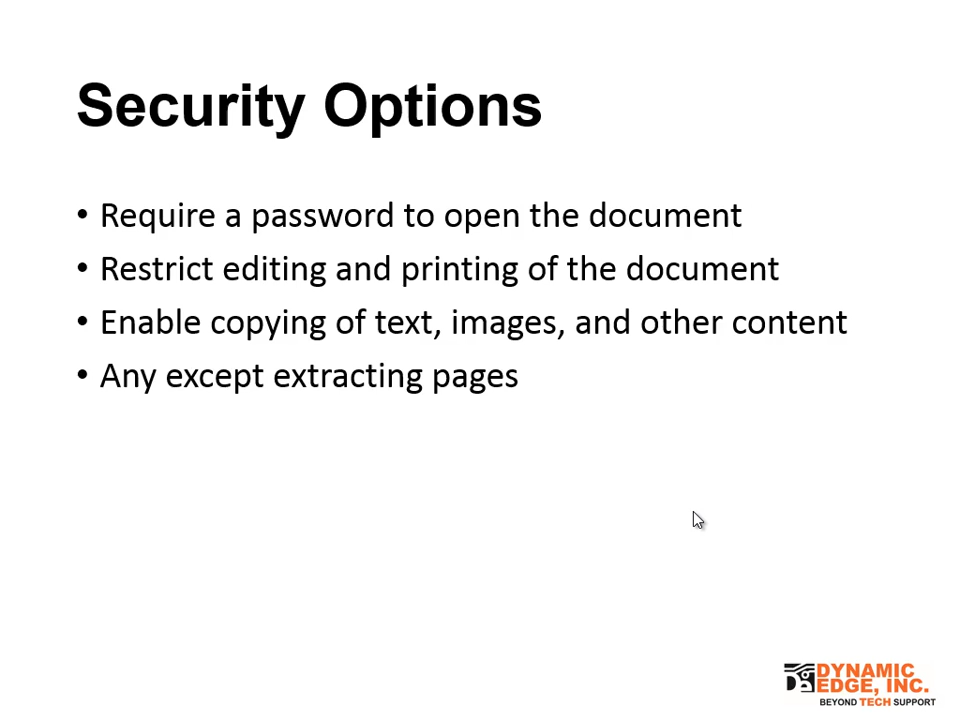 Security Options
• Require a password to open the document
• Restrict editing and printing of the document
• Enable copying of text, images, and other content
• Any except extracting pages
DYNAMIC
EDGE, INC.
BEYOND TECH SUPPORT